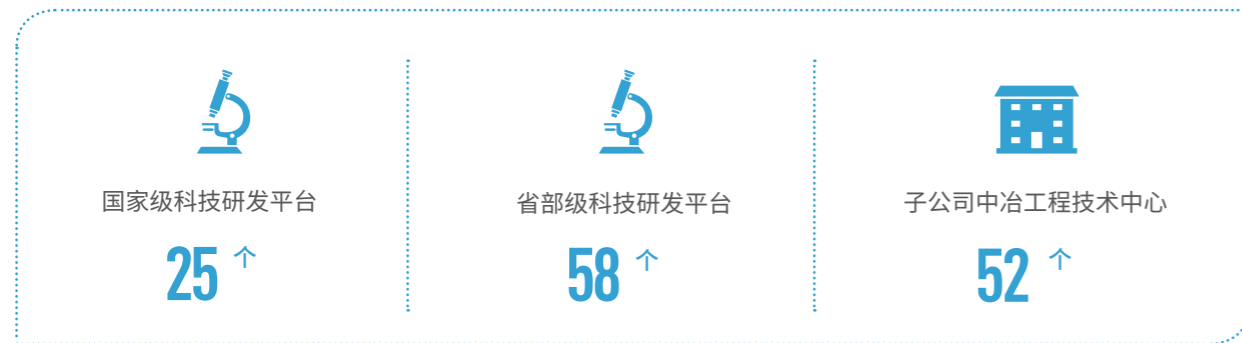 国家级科技研发平台
25 个
省部级科技研发平台
58 个
子公司中冶工程技术中心
52 个